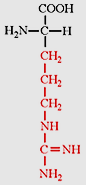 COOH
H₂N-C-H
CH₂
CH₂
CH₂
NH
C=NH
NH₂